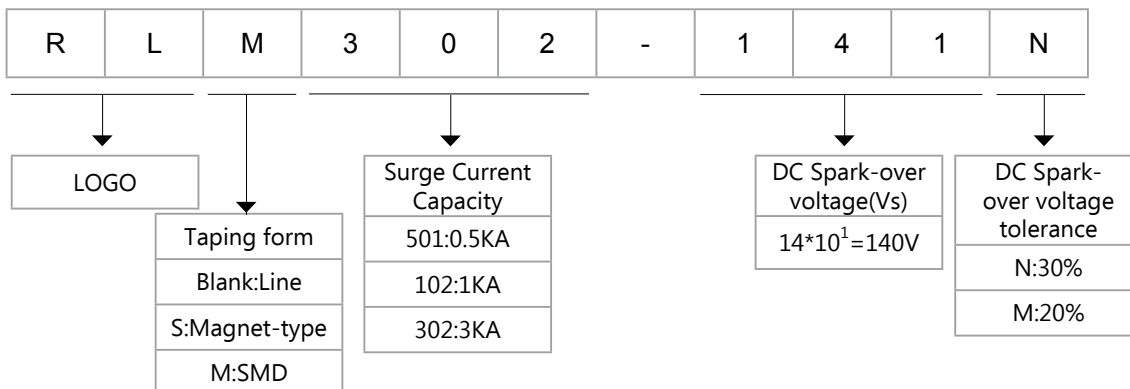 R L M 3 0 2 - 1 4 1 N
LOGO
Taping form
Blank:Line
S:Magnet-type
M:SMD
Surge Current
Capacity
501:0.5KA
102:1KA
302:3KA
DC Spark-over
voltage(Vs)
14*10¹=140V
DC Spark-
over voltage
tolerance
N:30%
M:20%